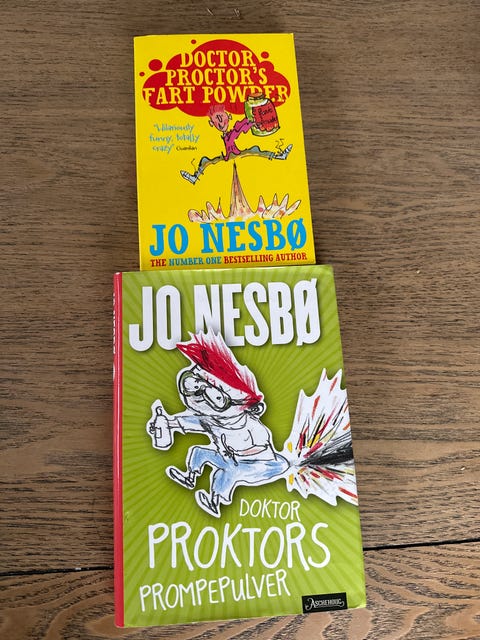 DOCTOR
PROCTOR'S
FART POWDER
"Hilariously
funny, totally
crazy" Guardian
JO NESBØ
THE NUMBER ONE BESTSELLING AUTHOR
JO NESBØ
DOKTOR
PROKTORS
PROMPEPULVER
ASCHEHOUG